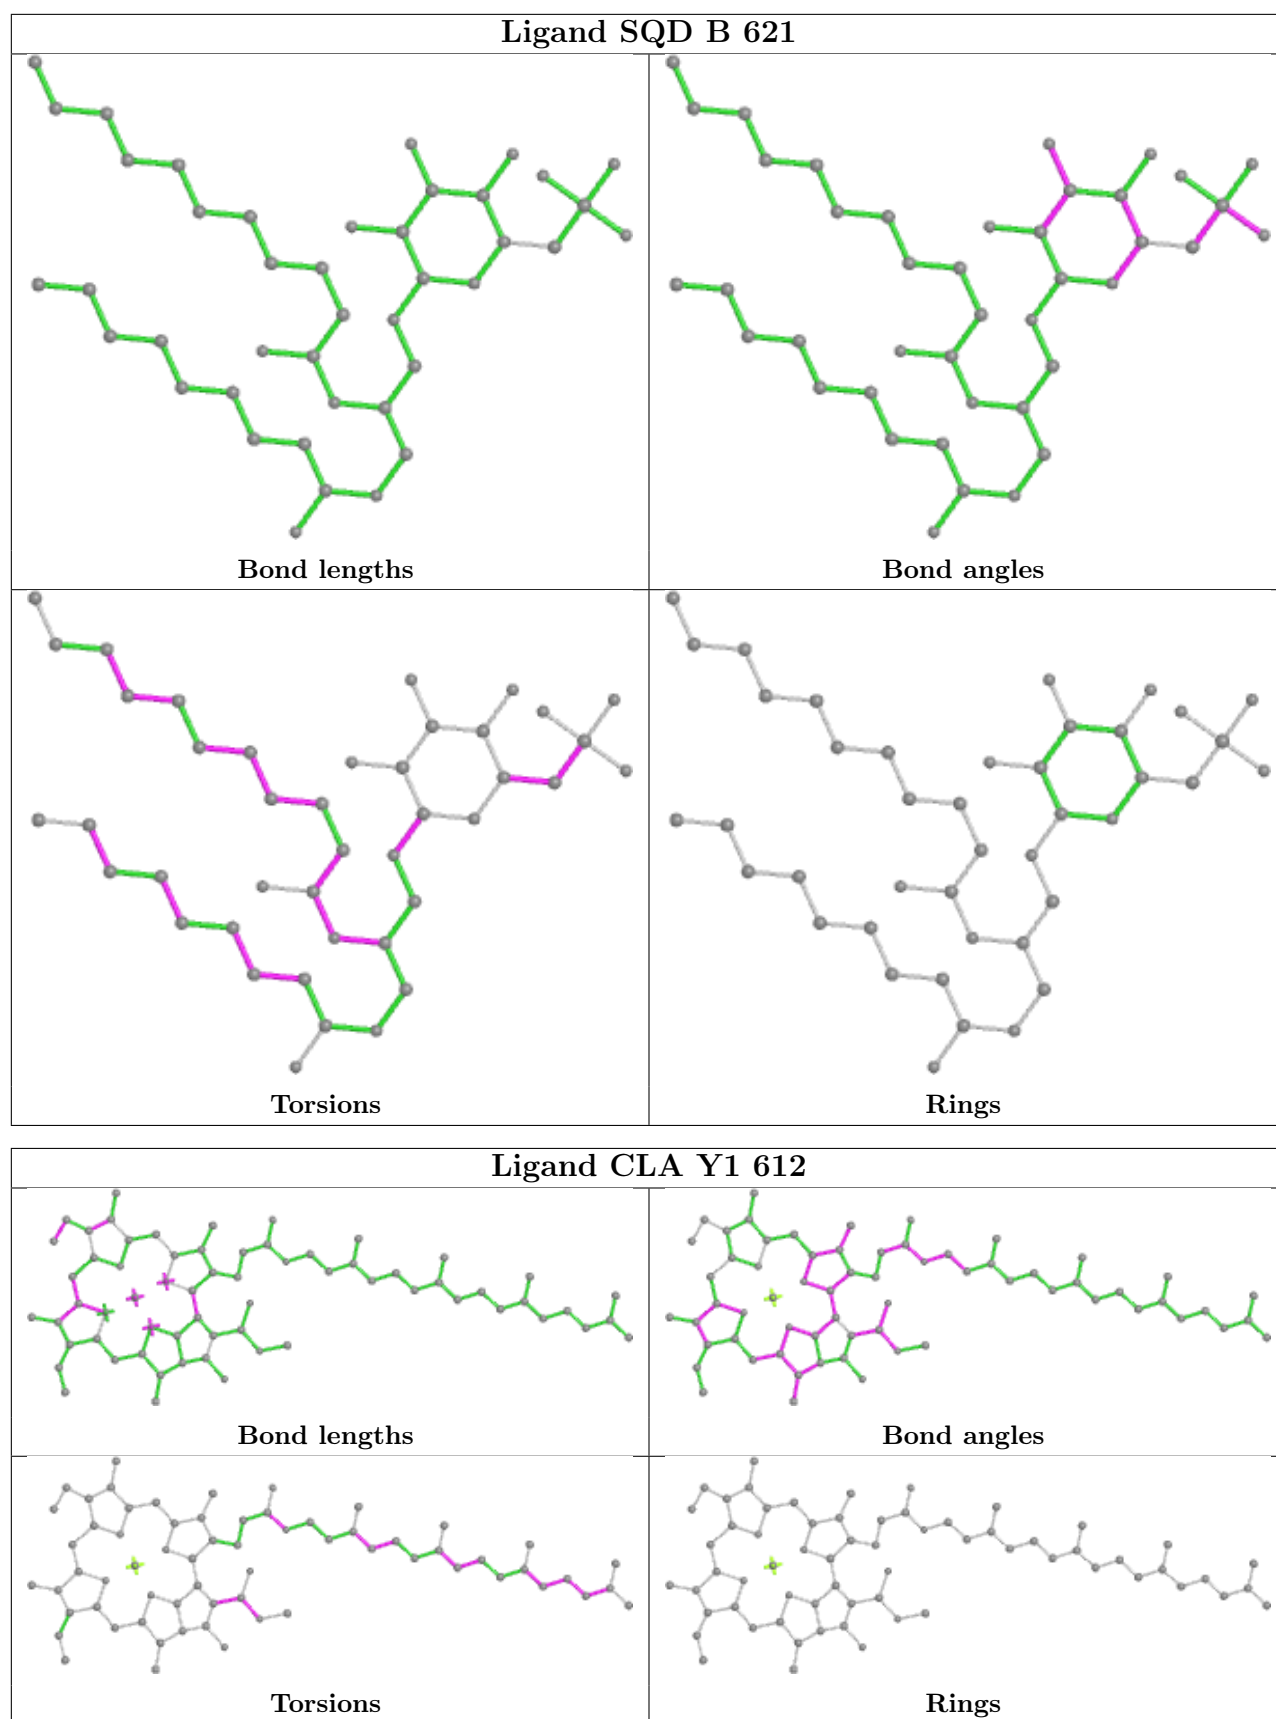 Ligand SQD B 621
Bond lengths
Bond angles
Torsions
Rings
Ligand CLA Y1 612
Bond lengths
Bond angles
Torsions
Rings